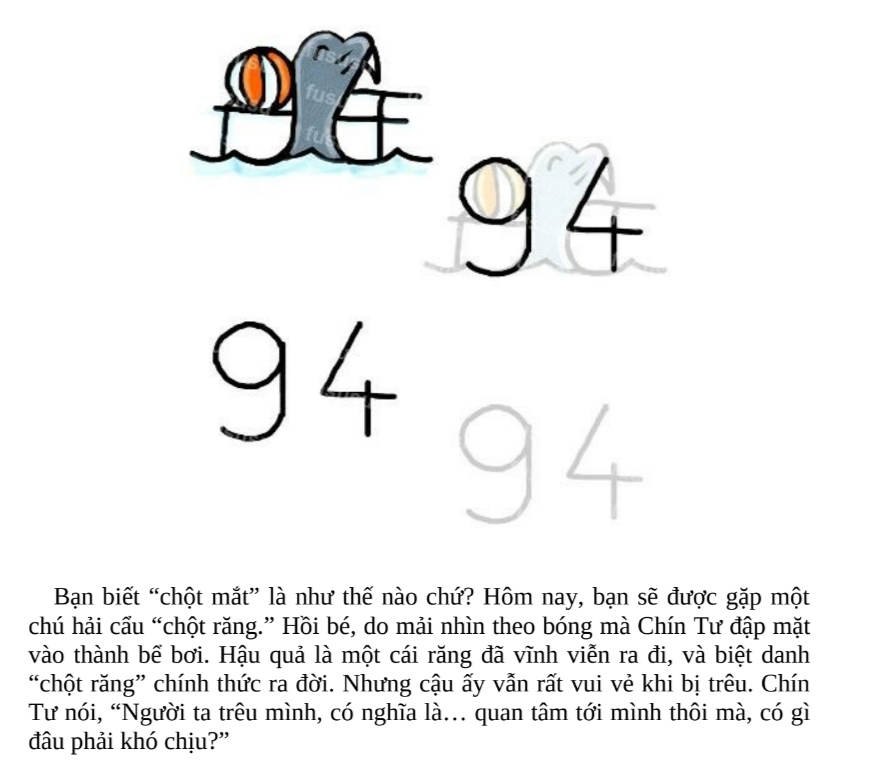 94
94
94
Bạn biết “chột mắt” là như thế nào chứ? Hôm nay, bạn sẽ được gặp một
chú hải cẩu “chột răng.” Hồi bé, do mải nhìn theo bóng mà Chín Tư đập mặt
vào thành bể bơi. Hậu quả là một cái răng đã vĩnh viễn ra đi, và biệt danh
“chột răng” chính thức ra đời. Nhưng cậu ấy vẫn rất vui vẻ khi bị trêu. Chín
Tư nói, “Người ta trêu mình, có nghĩa là… quan tâm tới mình thôi mà, có gì
đâu phải khó chịu?”